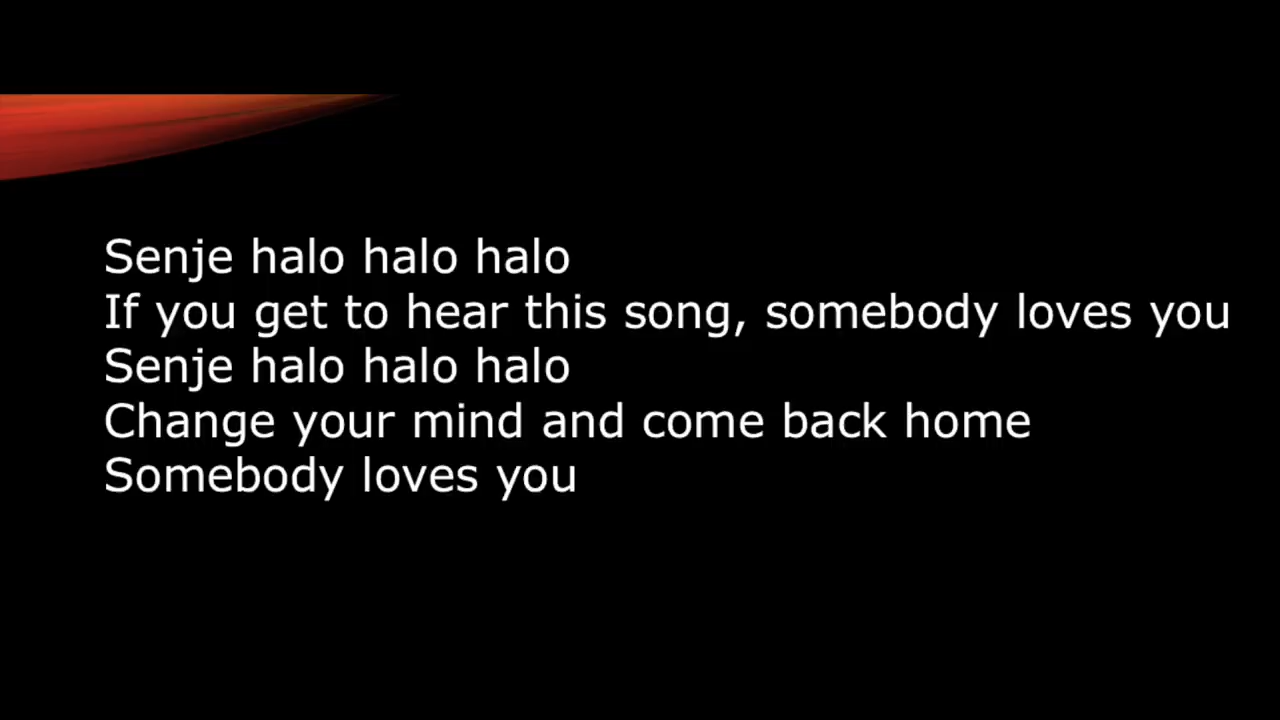 Senje halo halo halo
If you get to hear this song, somebody loves you
Senje halo halo halo
Change your mind and come back home
Somebody loves you